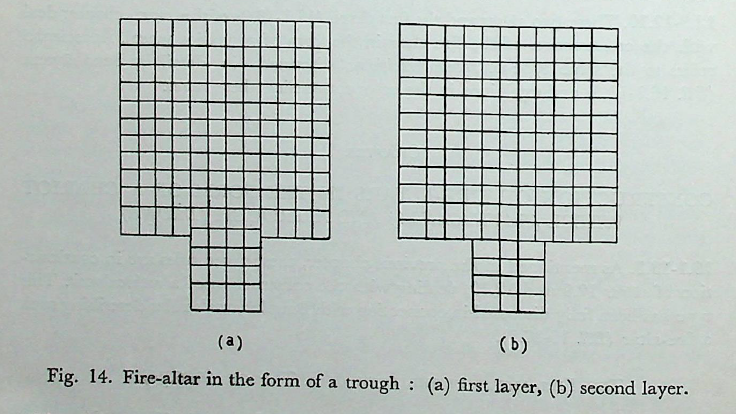 (a) (b)
Fig. 14. Fire-altar in the form of a trough : (a) first layer, (b) second layer.